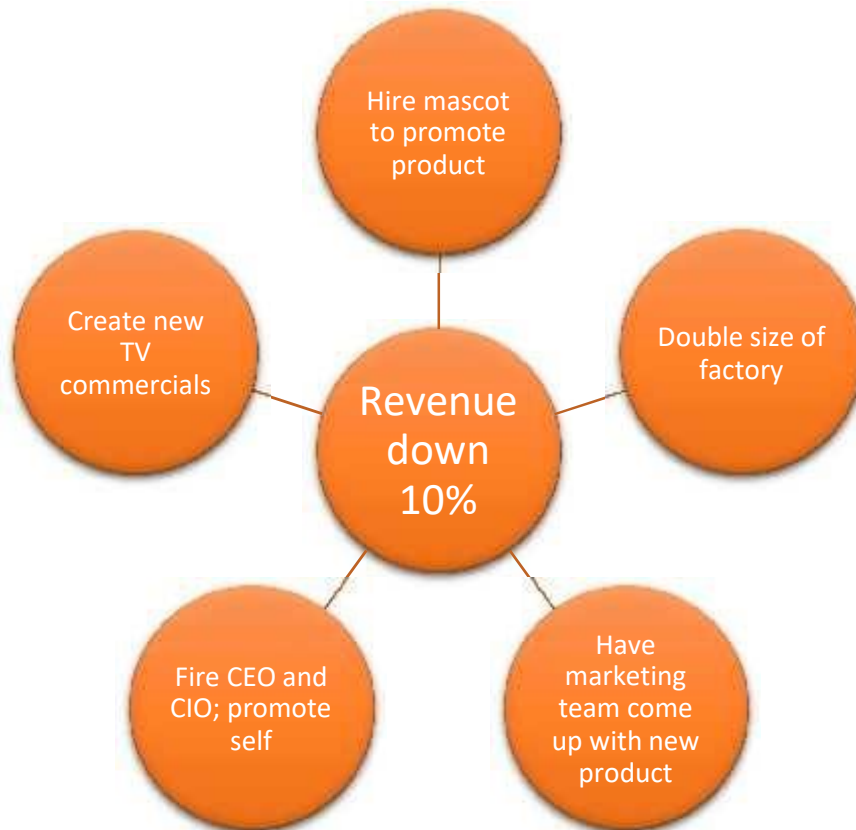 Hire mascot
to promote
product
Create new
TV
commercials
Double size of
factory
Revenue
down
10%
Fire CEO and
CIO; promote
self
Have
marketing
team come
up with new
product